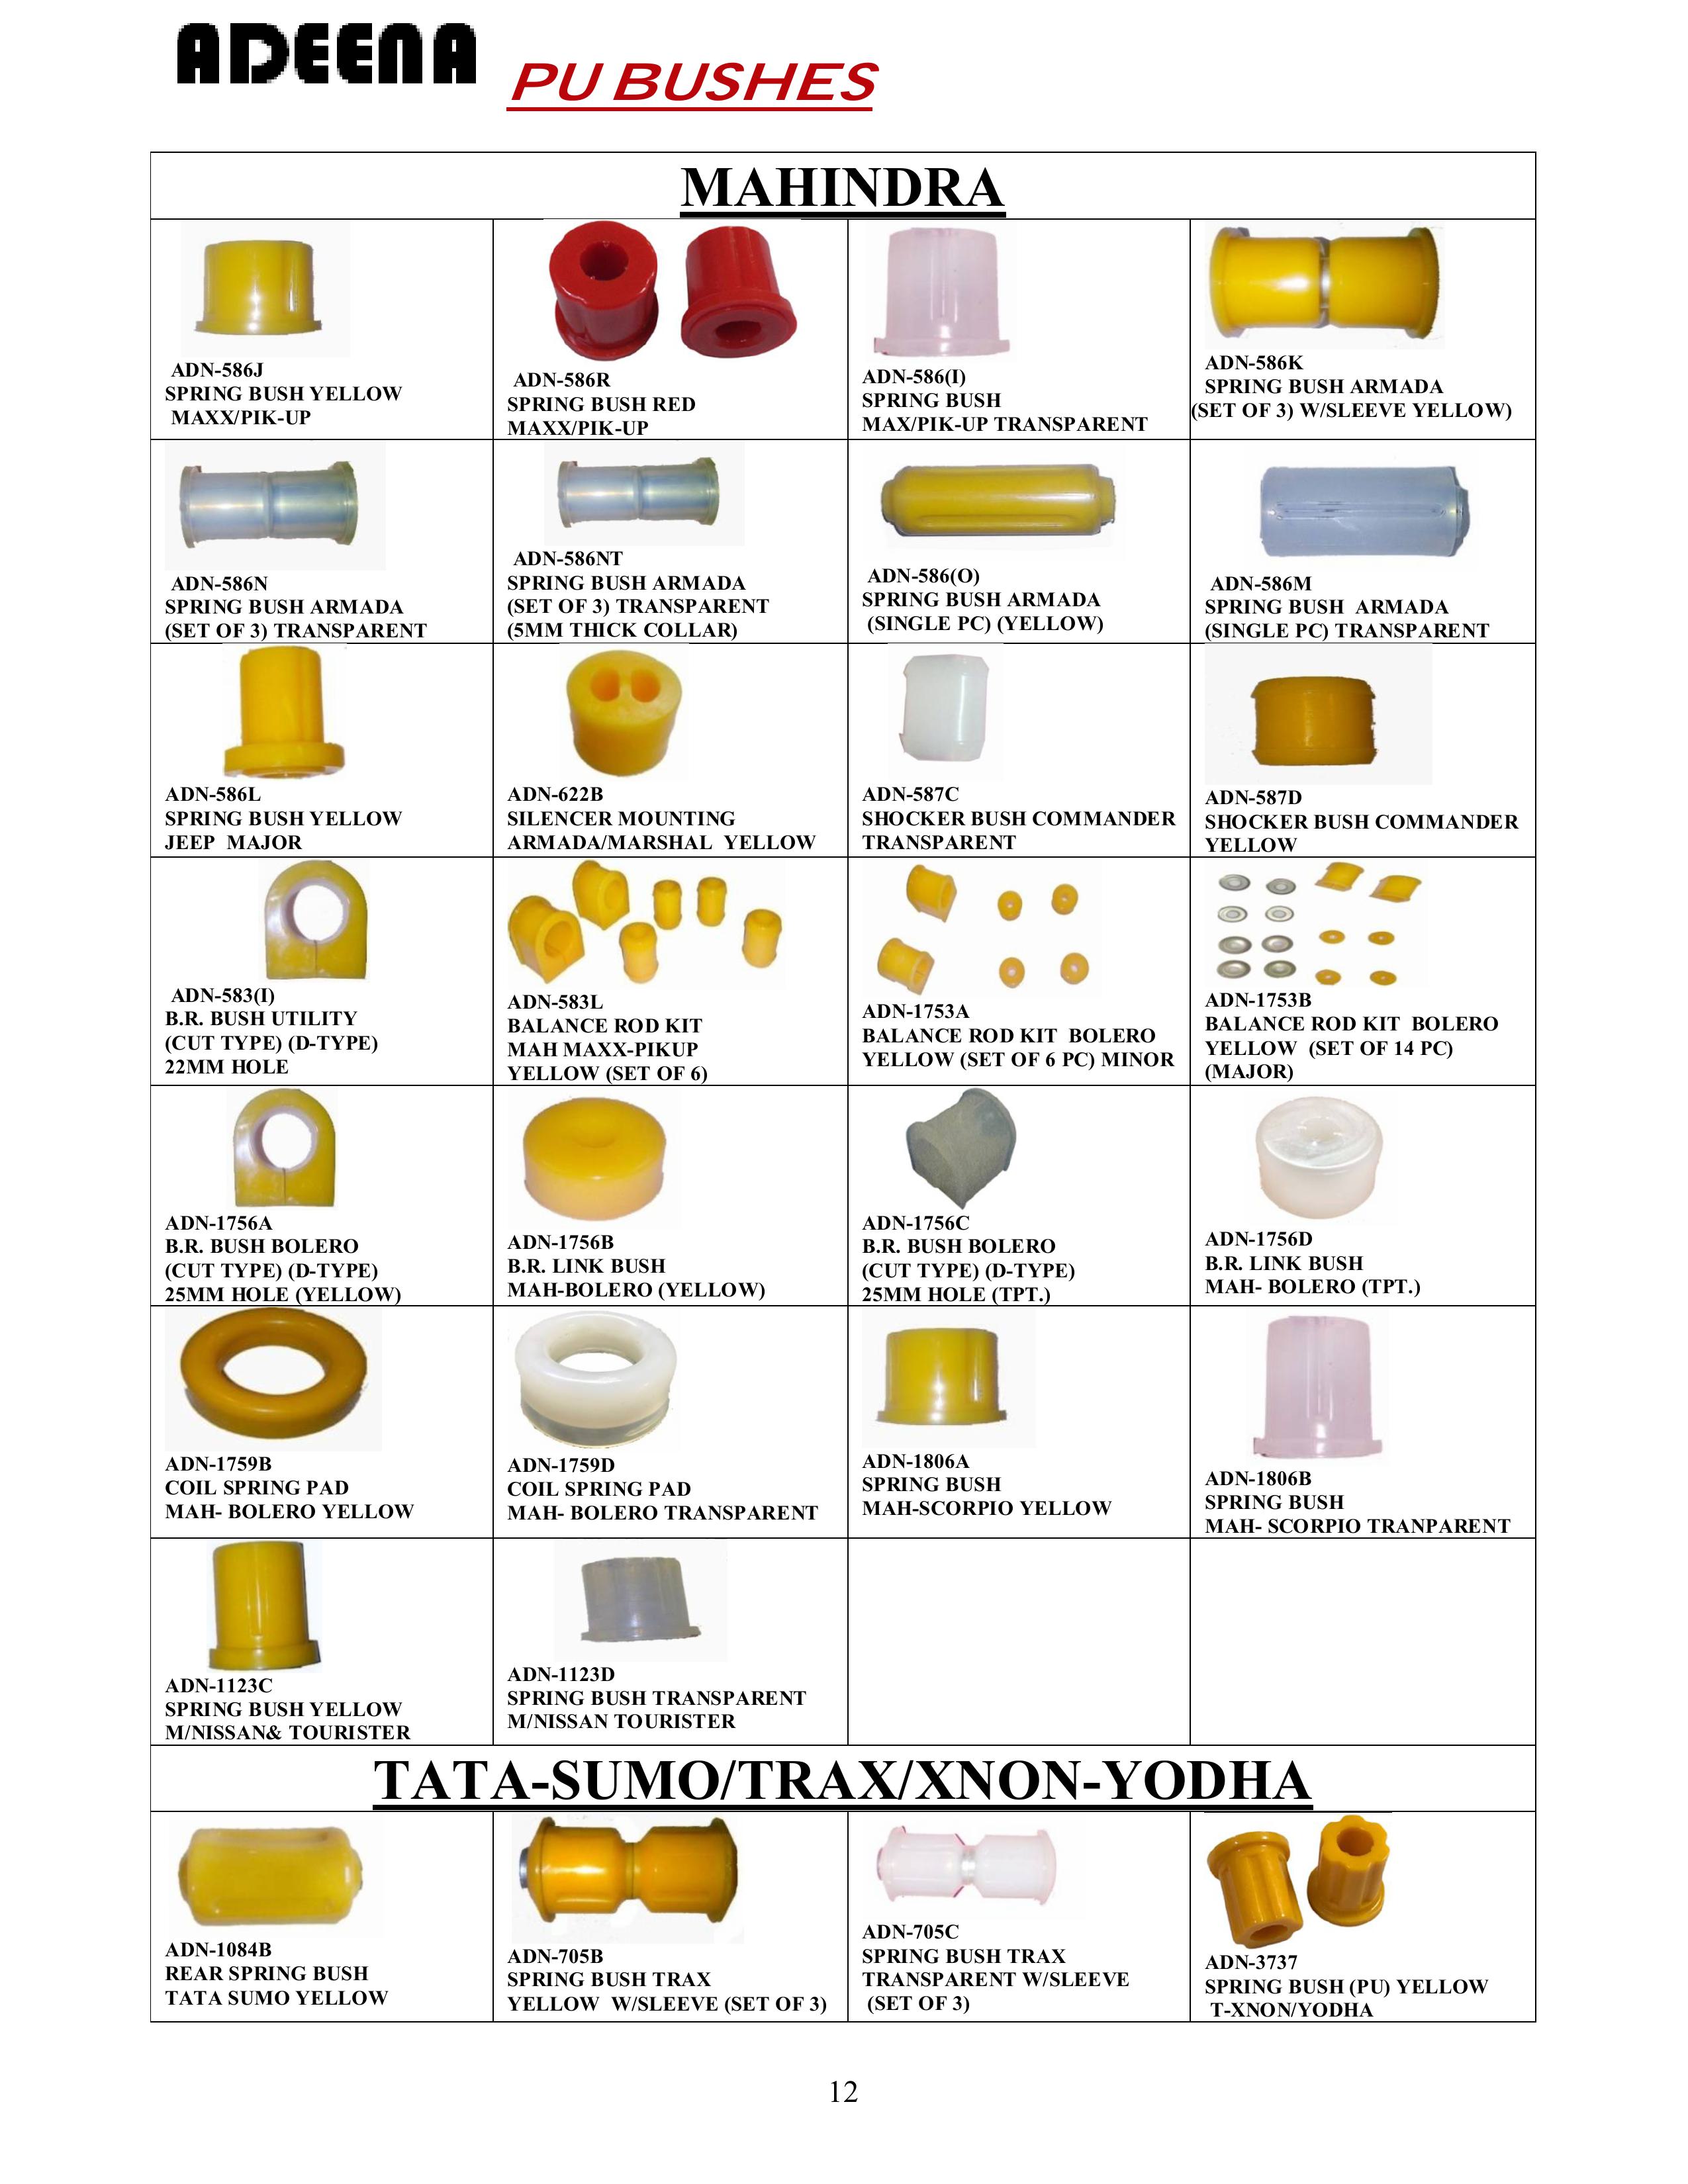 ADEENA
PU BUSHES
MAHINDRA
ADN-586J
SPRING BUSH YELLOW
MAXX/PIK-UP
ADN-586R
SPRING BUSH RED
MAXX/PIK-UP
ADN-586(I)
SPRING BUSH
MAX/PIK-UP TRANSPARENT
ADN-586K
SPRING BUSH ARMADA
(SET OF 3) W/SLEEVE YELLOW)
ADN-586N
SPRING BUSH ARMADA
(SET OF 3) TRANSPARENT
ADN-586NT
SPRING BUSH ARMADA
(SET OF 3) TRANSPARENT
(5MM THICK COLLAR)
ADN-586(O)
SPRING BUSH ARMADA
(SINGLE PC) (YELLOW)
ADN-586M
SPRING BUSH ARMADA
(SINGLE PC) TRANSPARENT
ADN-586L
SPRING BUSH YELLOW
JEEP MAJOR
ADN-622B
SILENCER MOUNTING
ARMADA/MARSHAL YELLOW
ADN-587C
SHOCKER BUSH COMMANDER
TRANSPARENT
ADN-587D
SHOCKER BUSH COMMANDER
YELLOW
ADN-583(I)
B.R. BUSH UTILITY
(CUT TYPE) (D-TYPE)
22MM HOLE
ADN-583L
BALANCE ROD KIT
MAH MAXX-PIKUP
YELLOW (SET OF 6)
ADN-1753A
BALANCE ROD KIT BOLERO
YELLOW (SET OF 6 PC) MINOR
ADN-1753B
BALANCE ROD KIT BOLERO
YELLOW (SET OF 14 PC)
(MAJOR)
ADN-1756A
B.R. BUSH BOLERO
(CUT TYPE) (D-TYPE)
25MM HOLE (YELLOW)
ADN-1756B
B.R. LINK BUSH
MAH-BOLERO (YELLOW)
ADN-1756C
B.R. BUSH BOLERO
(CUT TYPE) (D-TYPE)
25MM HOLE (TPT.)
ADN-1756D
B.R. LINK BUSH
MAH- BOLERO (TPT.)
ADN-1759B
COIL SPRING PAD
MAH- BOLERO YELLOW
ADN-1759D
COIL SPRING PAD
MAH- BOLERO TRANSPARENT
ADN-1806A
SPRING BUSH
MAH-SCORPIO YELLOW
ADN-1806B
SPRING BUSH
MAH- SCORPIO TRANPARENT
ADN-1123C
SPRING BUSH YELLOW
M/NISSAN& TOURISTER
ADN-1123D
SPRING BUSH TRANSPARENT
M/NISSAN TOURISTER
TATA-SUMO/TRAX/XNON-YODHA
ADN-1084B
REAR SPRING BUSH
TATA SUMO YELLOW
ADN-705B
SPRING BUSH TRAX
YELLOW W/SLEEVE (SET OF 3)
ADN-705C
SPRING BUSH TRAX
TRANSPARENT W/SLEEVE
(SET OF 3)
ADN-3737
SPRING BUSH (PU) YELLOW
T-XNON/YODHA
12